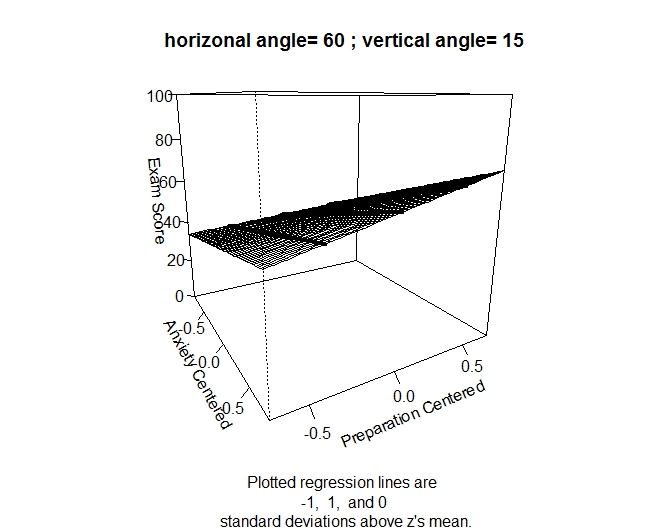 horizonal angle= 60 ; vertical angle= 15
100
80
60
40
20
0
Exam Score
-0.5
0.0
0.5
Anxiety Centered
-0.5
0.0
0.5
Preparation Centered
Plotted regression lines are
-1, 1, and 0
standard deviations above z's mean.